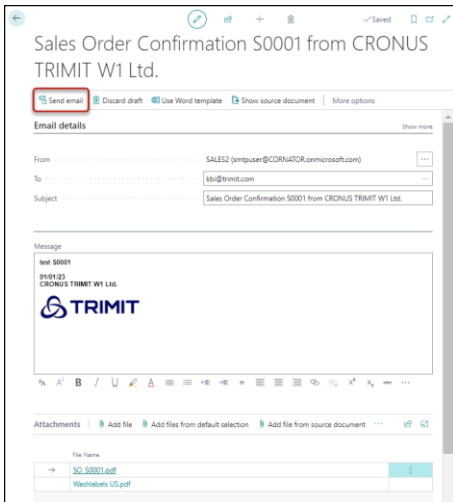 Saved
Sales Order Confirmation S0001 from CRONUS
TRIMIT W1 Ltd.
Send email Discard draft Use Word template Show source document More options
Email details Show more
From SALES2 (smtpuser@CORNATOR.onmicrosoft.com)
To kbi@trimit.com
Subject Sales Order Confirmation S0001 from CRONUS TRIMIT W1 Ltd.
Message
test S0001
01/01/23
CRONUS TRIMIT W1 Ltd.
TRIMIT
Attachments Add file Add files from default selection Add file from source document
File Name
SO_S0001.pdf
Washlabels US.pdf